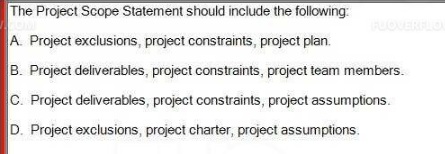 The Project Scope Statement should include the following:
A. Project exclusions, project constraints, project plan.
B. Project deliverables, project constraints, project team members.
C. Project deliverables, project constraints, project assumptions.
D. Project exclusions, project charter, project assumptions.